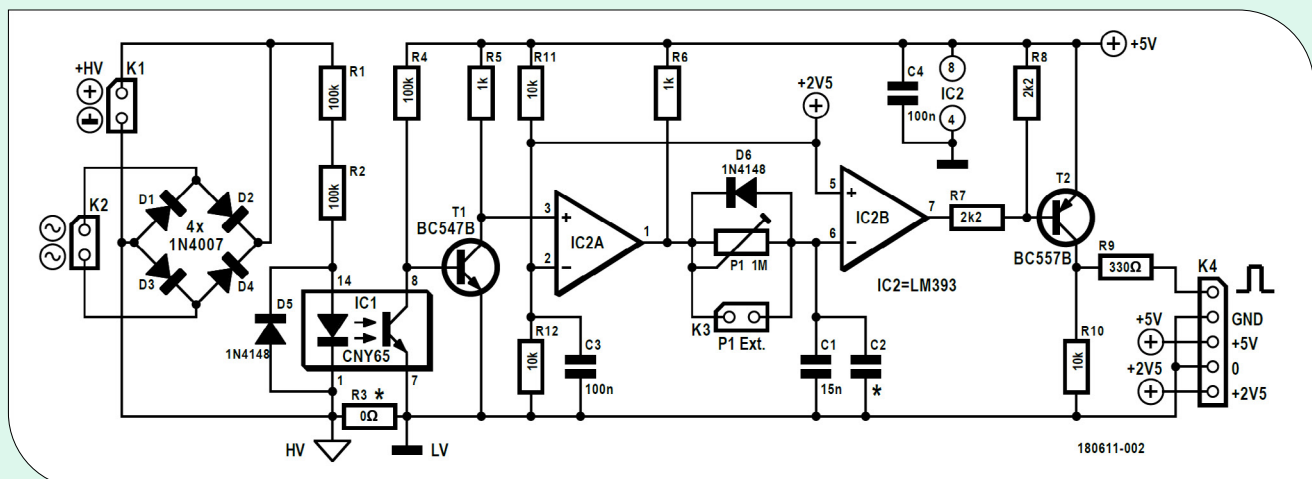 +HV
K1
K2
D1
D2
4x
1N4007
D3
D4
R1
100k
R2
100k
D5
1N4148
14
IC1
8
CNY65
1
7
R3 *
0Ω
HV
LV
R4
100k
T1
BC547B
R5
1k
R11
10k
3
2
IC2A
1
R12
10k
C3
100n
R6
1k
D6
1N4148
P1 1M
K3
P1 Ext.
+2V5
5
6
IC2B
7
IC2=LM393
C1
15n
C2
*
C4
100n
8
IC2
4
R7
2k2
R8
2k2
T2
BC557B
+5V
R9
330Ω
R10
10k
K4
GND
+5V
+5V
0
+2V5
+2V5
180611-002